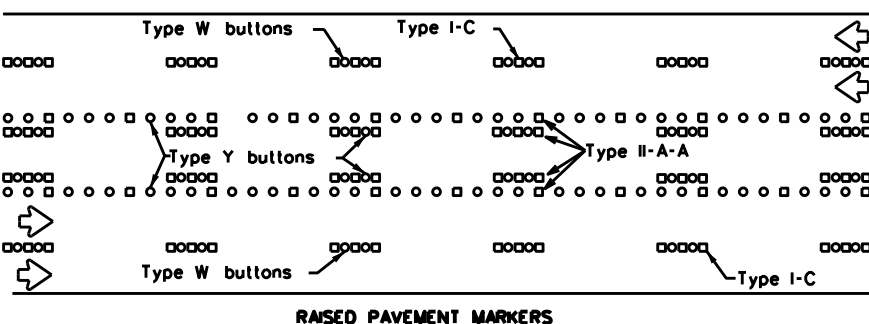 Type W buttons
Type I-C
Type Y buttons
Type II-A-A
Type W buttons
Type I-C
RAISED PAVEMENT MARKERS